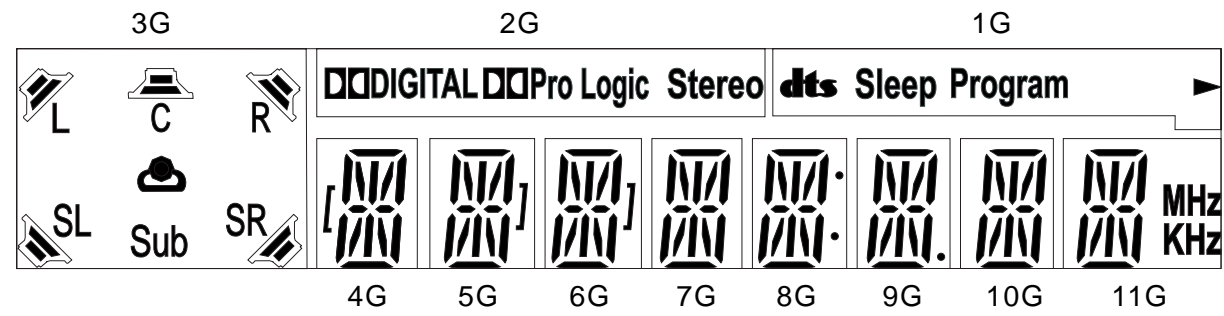 3G 2G 1G
L C R
DIGITAL Pro Logic Stereo dts Sleep Program
SL Sub SR
MHz
KHz
4G 5G 6G 7G 8G 9G 10G 11G